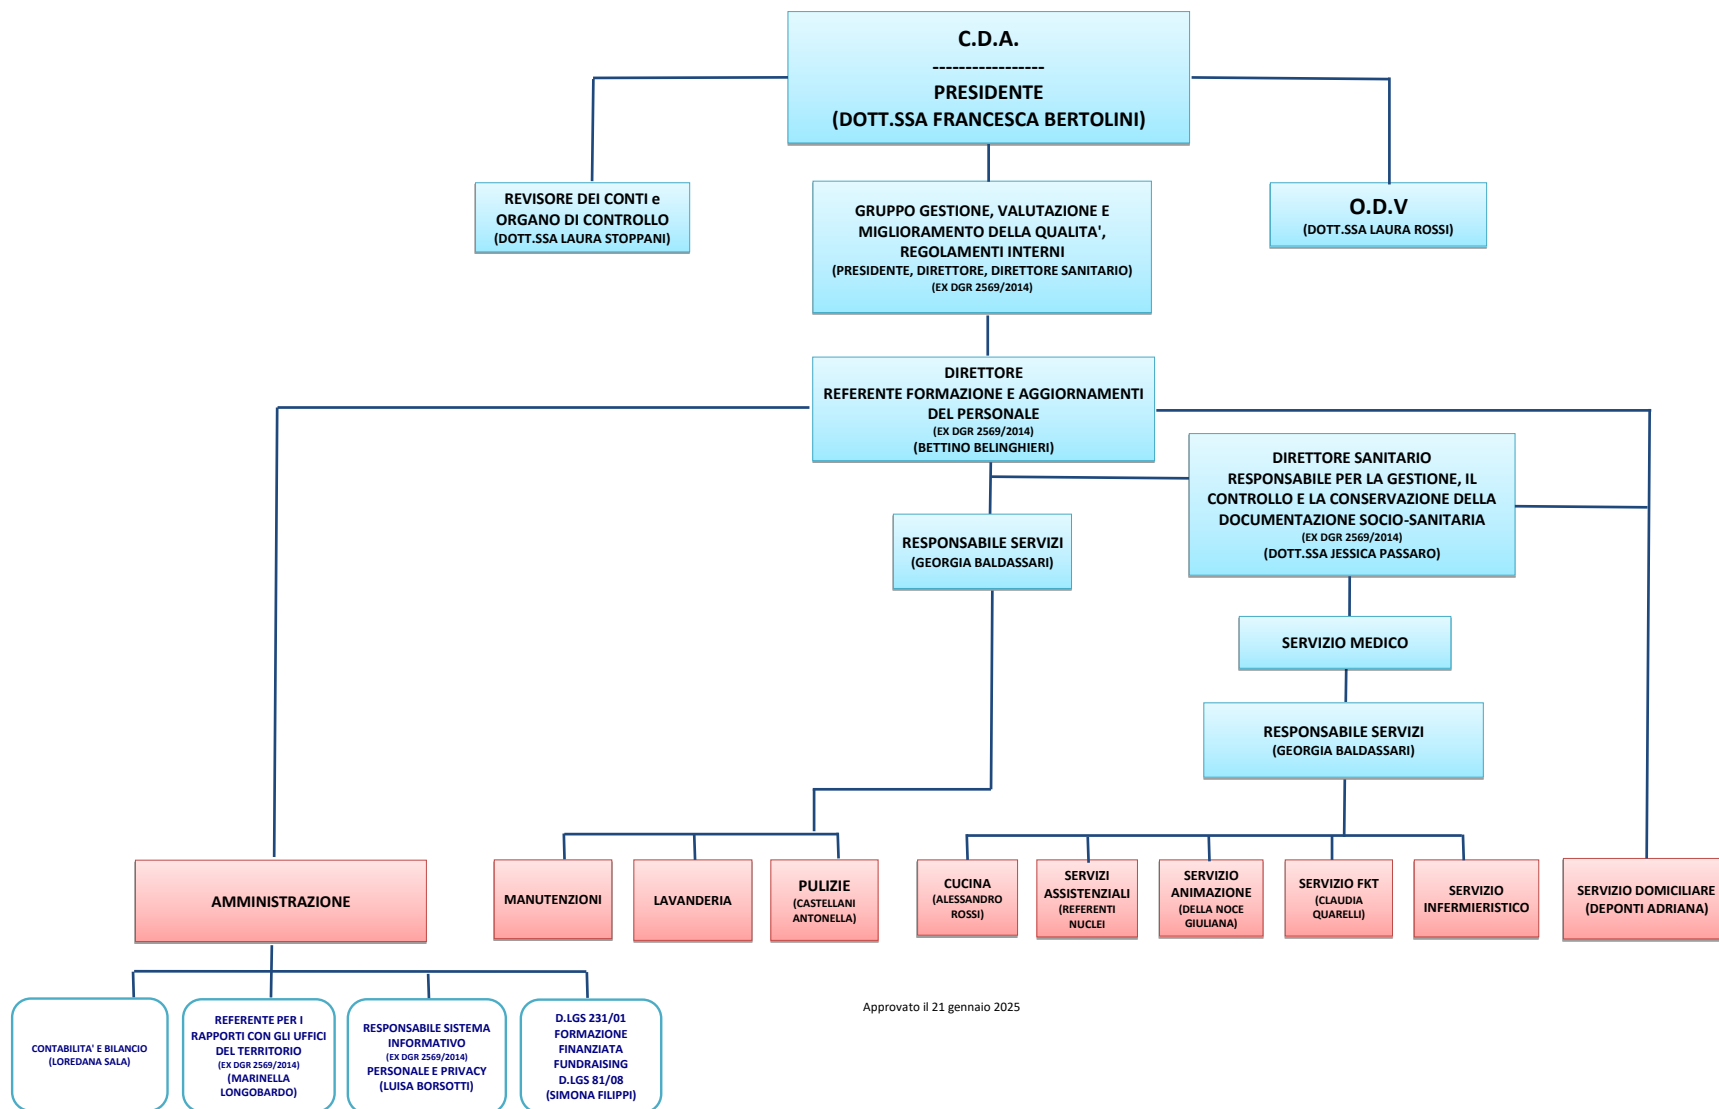 C.D.A.
-----------------
PRESIDENTE
(DOTT.SSA FRANCESCA BERTOLINI)
REVISORE DEI CONTI e
ORGANO DI CONTROLLO
(DOTT.SSA LAURA STOPPANI)
GRUPPO GESTIONE, VALUTAZIONE E
MIGLIORAMENTO DELLA QUALITA',
REGOLAMENTI INTERNI
(PRESIDENTE, DIRETTORE, DIRETTORE SANITARIO)
(EX DGR 2569/2014)
O.D.V
(DOTT.SSA LAURA ROSSI)
DIRETTORE
REFERENTE FORMAZIONE E AGGIORNAMENTI
DEL PERSONALE
(EX DGR 2569/2014)
(BETTINO BELINGHIERI)
DIRETTORE SANITARIO
RESPONSABILE PER LA GESTIONE, IL
CONTROLLO E LA CONSERVAZIONE DELLA
DOCUMENTAZIONE SOCIO-SANITARIA
(EX DGR 2569/2014)
(DOTT.SSA JESSICA PASSARO)
RESPONSABILE SERVIZI
(GEORGIA BALDASSARI)
SERVIZIO MEDICO
RESPONSABILE SERVIZI
(GEORGIA BALDASSARI)
AMMINISTRAZIONE
MANUTENZIONI
LAVANDERIA
PULIZIE
(CASTELLANI
ANTONELLA)
CUCINA
(ALESSANDRO
ROSSI)
SERVIZI
ASSISTENZIALI
(REFERENTI
NUCLEI
SERVIZIO
ANIMAZIONE
(DELLA NOCE
GIULIANA)
SERVIZIO FKT
(CLAUDIA
QUARELLI)
SERVIZIO
INFERMIERISTICO
SERVIZIO DOMICILIARE
(DEPONTI ADRIANA)
CONTABILITA' E BILANCIO
(LOREDANA SALA)
REFERENTE PER I
RAPPORTI CON GLI UFFICI
DEL TERRITORIO
(EX DGR 2569/2014)
(MARINELLA
LONGOBARDO)
RESPONSABILE SISTEMA
INFORMATIVO
(EX DGR 2569/2014)
PERSONALE E PRIVACY
(LUISA BORSOTTI)
D.LGS 231/01
FORMAZIONE
FINANZIATA
FUNDRAISING
D.LGS 81/08
(SIMONA FILIPPI)
Approvato il 21 gennaio 2025